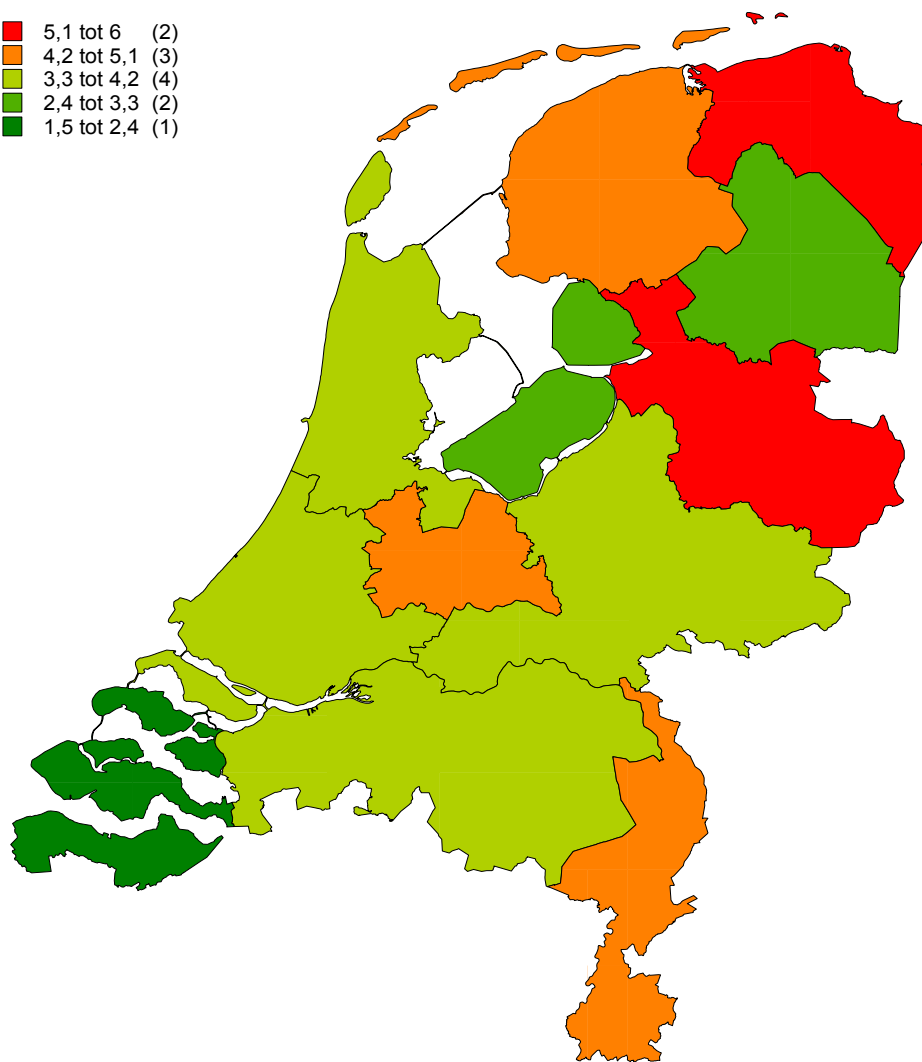 5,1 tot 6 (2)
4,2 tot 5,1 (3)
3,3 tot 4,2 (4)
2,4 tot 3,3 (2)
1,5 tot 2,4 (1)